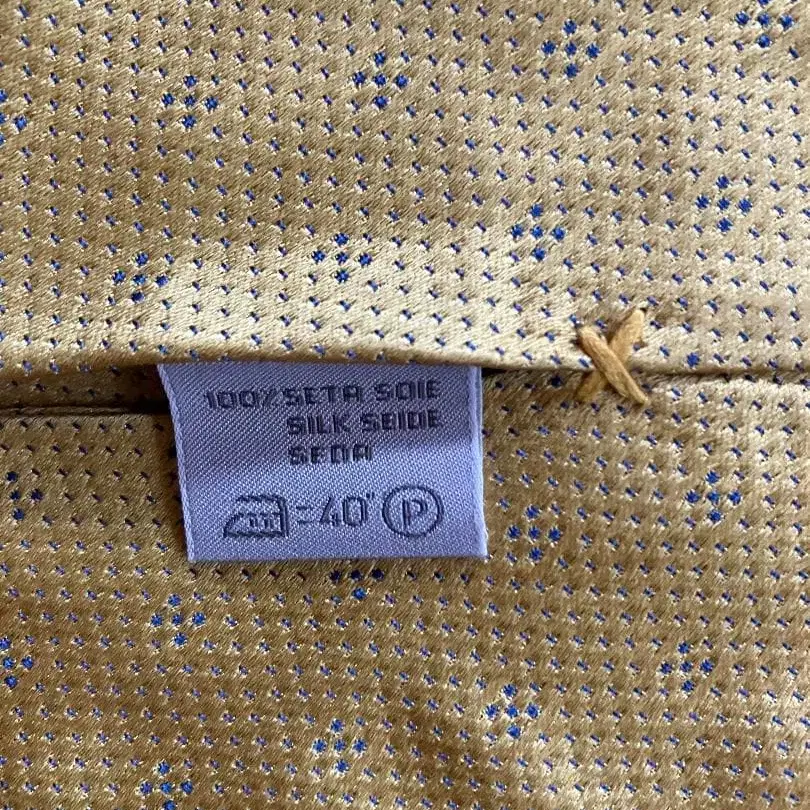 100% SETA SOIE
SILK SEIDE
SEDA
=40° P